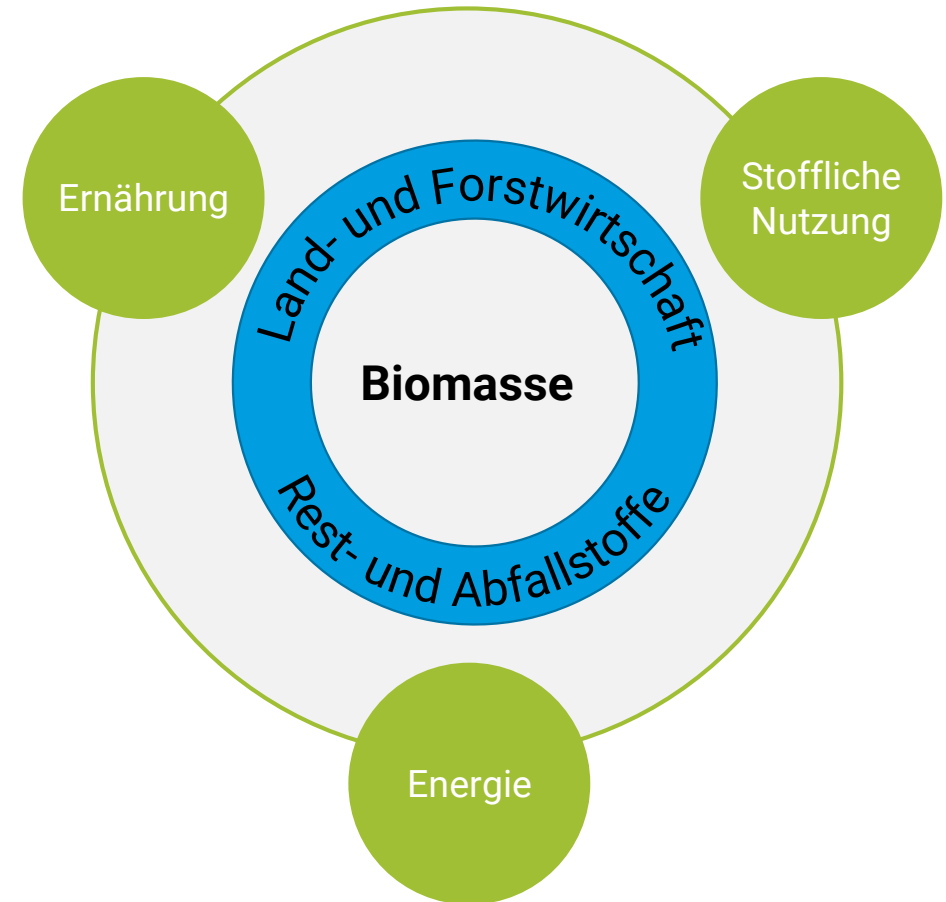 Ernährung
Stoffliche
Nutzung
Land- und Forstwirtschaft
Biomasse
Rest- und Abfallstoffe
Energie